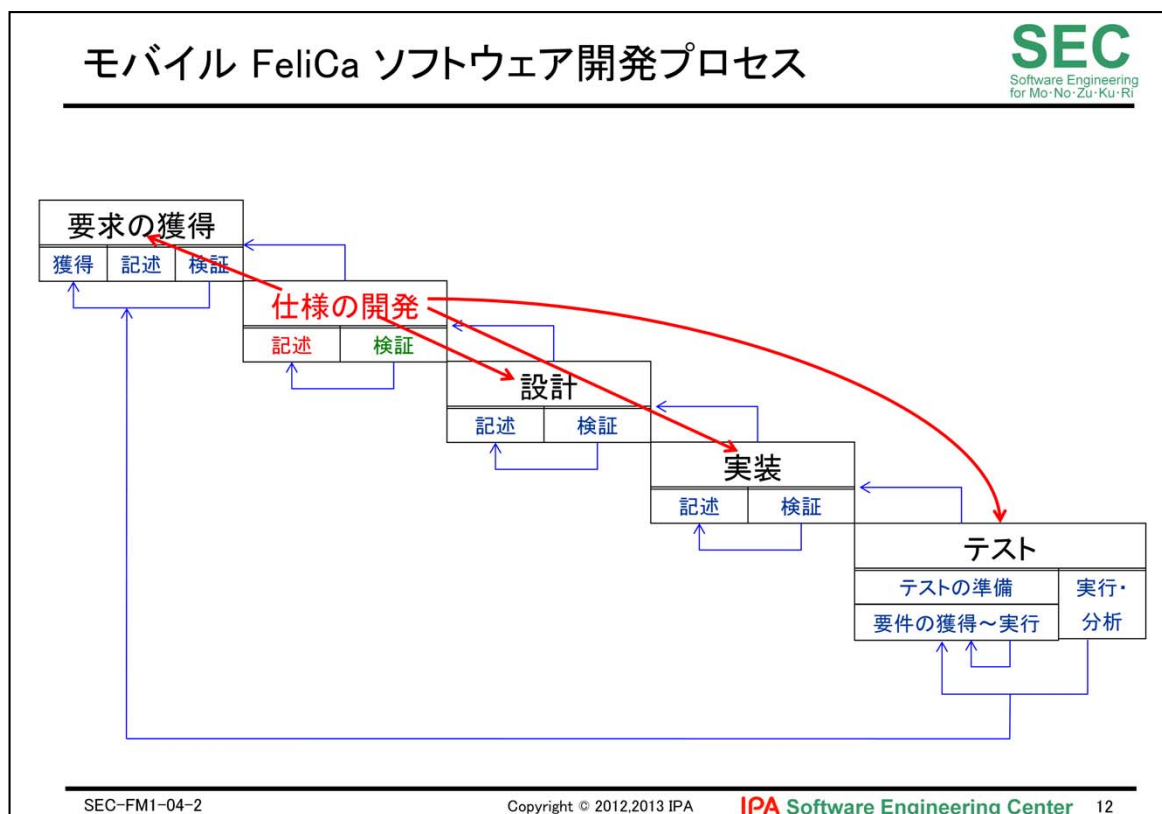 モバイル FeliCa ソフトウェア開発プロセス
SEC
Software Engineering
for Mo･No･Zu･Ku･Ri
要求の獲得
獲得 記述 検証
仕様の開発
記述 検証
設計
記述 検証
実装
記述 検証
テスト
テストの準備
要件の獲得～実行
実行・
分析
SEC-FM1-04-2
Copyright © 2012,2013 IPA
IPA Software Engineering Center
12